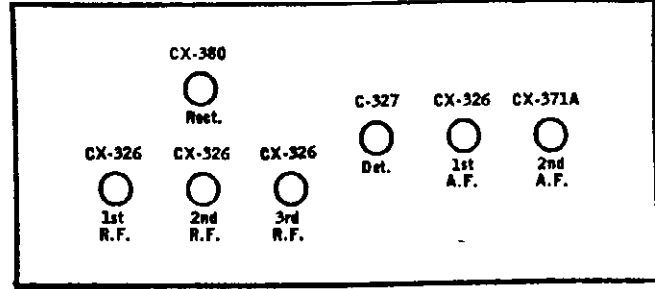 CX-380
Rect.
C-327 CX-326 CX-371A
Det. 1st 2nd
A.F. A.F.
CX-326 CX-326 CX-326
1st 2nd 3rd
R.F. R.F. R.F.